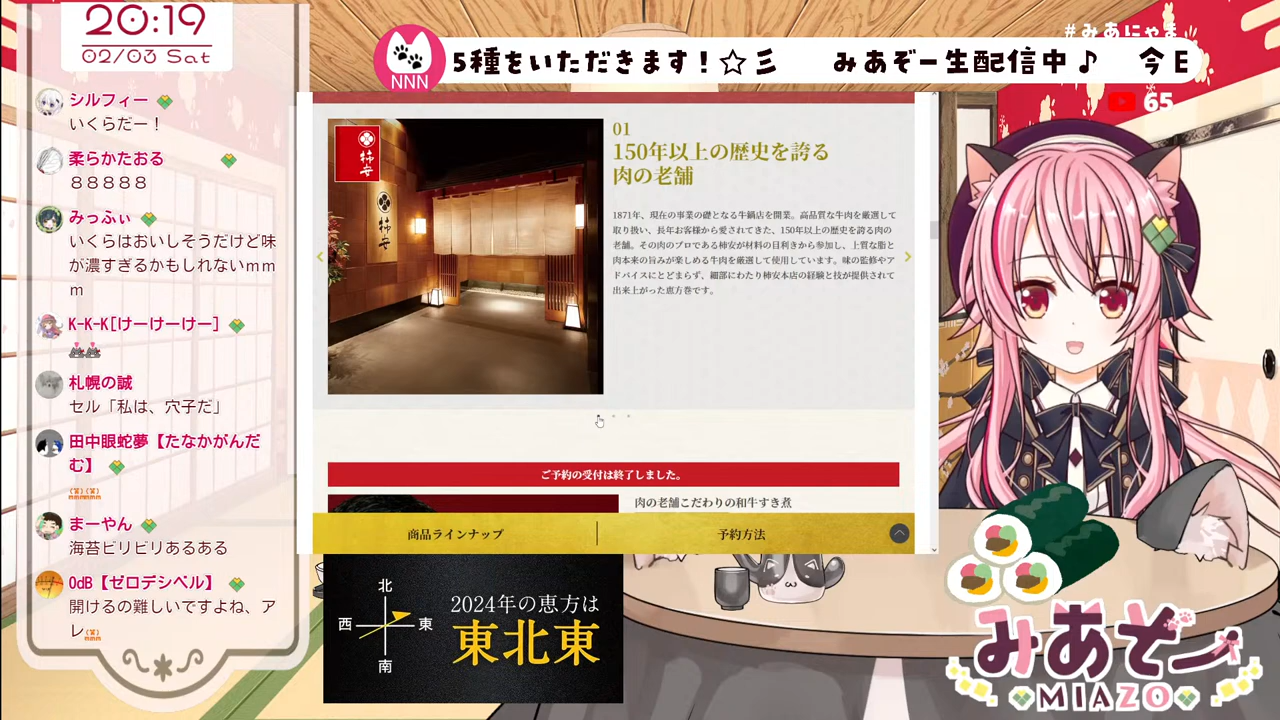 20:19
02/03 Sat
#みあにゃま
NNN
5種をいただきます！☆彡　みあぞー生配信中♪　今日
65
シルフィー
いくらだー！
柔らかたおる
８８８８８
みっふぃ
いくらはおいしそうだけど味
が濃すぎるかもしれないｍｍ
ｍ
K-K-K[けーけーけー]
札幌の誠
セル「私は、穴子だ」
田中眼蛇夢【たなかがんだ
む】
まーやん
海苔ビリビリあるある
0dB【ゼロデシベル】
開けるの難しいですよね、ア
レ
柿安
柿安
01
150年以上の歴史を誇る
肉の老舗
1871年、現在の事業の礎となる牛鍋店を開業。高品質な牛肉を厳選して
取り扱い、長年お客様から愛されてきた、150年以上の歴史を誇る肉の
老舗。その肉のプロである柿安が材料の目利きから参加し、上質な脂と
肉本来の旨みが楽しめる牛肉を厳選して使用しています。味の監修やア
ドバイスにとどまらず、細部にわたり柿安本店の経験と技が提供されて
出来上がった恵方巻です。
ご予約の受付は終了しました。
肉の老舗こだわりの和牛すき煮
商品ラインナップ
予約方法
北
西
東
南
2024年の恵方は
東北東
みあぞー
MIAZO